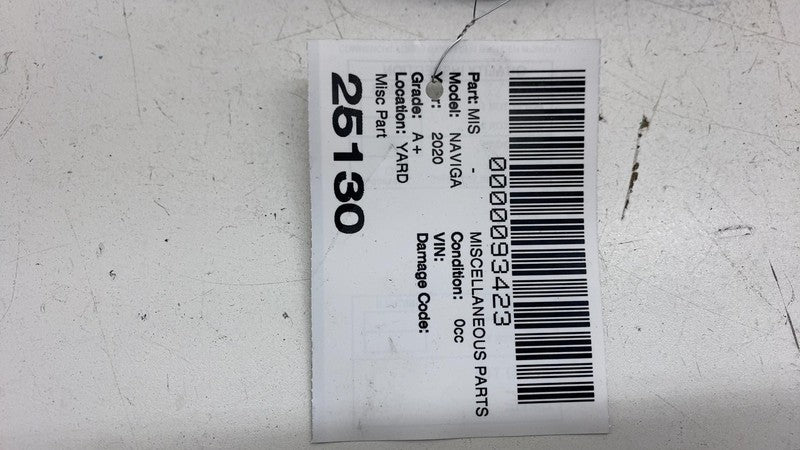 0000093423
Part: MIS - MISCELLANEOUS PARTS
Model: NAVIGA Condition: 0cc
Year: 2020 VIN:
Grade: A+ Damage Code:
Location: YARD
Misc Part
25130